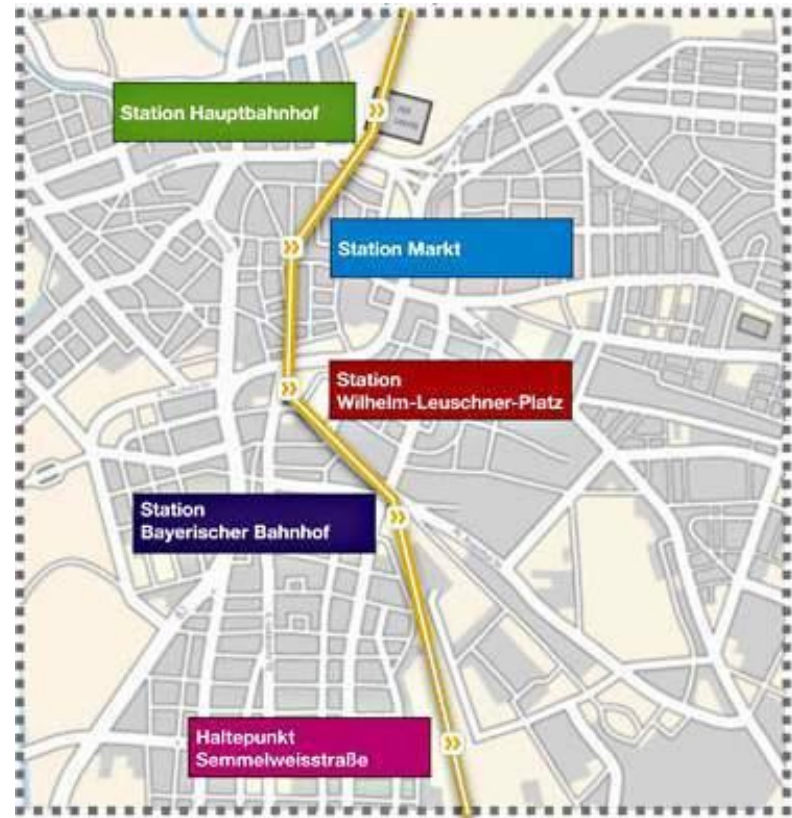 Station Hauptbahnhof
Station Markt
Station
Wilhelm-Leuschner-Platz
Station
Bayerischer Bahnhof
Haltepunkt
Semmelweisstraße